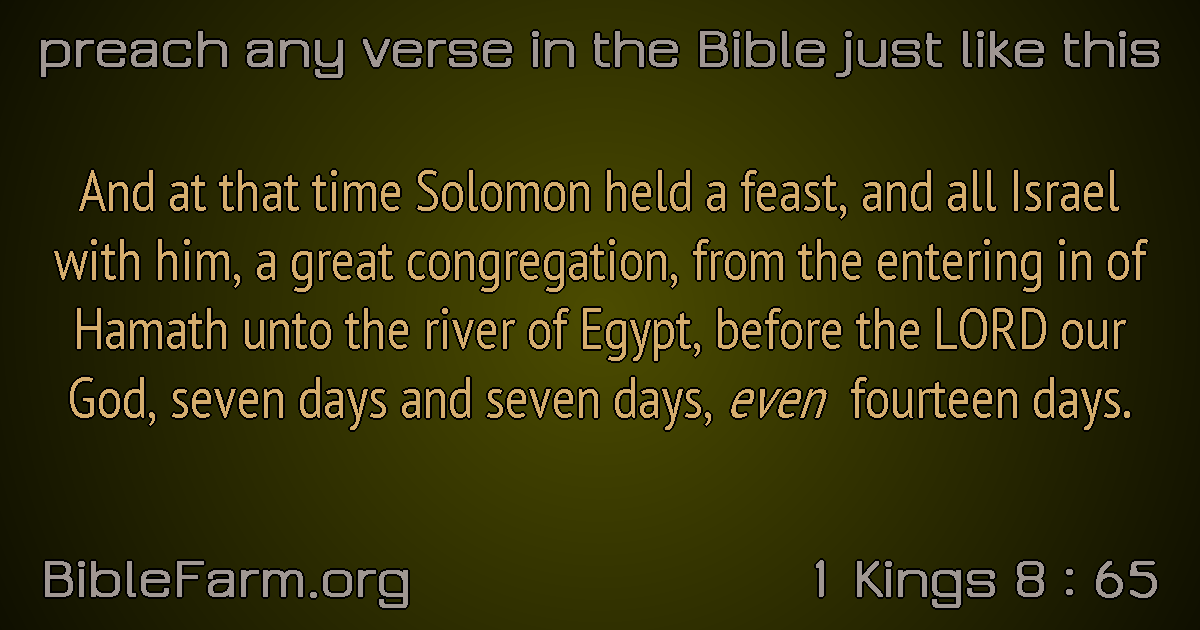 preach any verse in the Bible just like this
And at that time Solomon held a feast, and all Israel
with him, a great congregation, from the entering in of
Hamath unto the river of Egypt, before the LORD our
God, seven days and seven days, even fourteen days.
BibleFarm.org
1 Kings 8 : 65